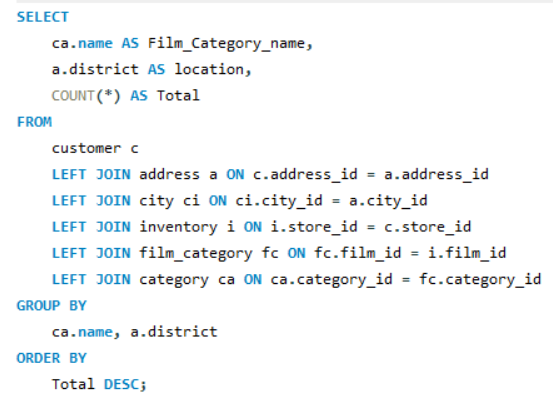 SELECT
ca.name AS Film_Category_name,
a.district AS location,
COUNT(*) AS Total
FROM
customer c
LEFT JOIN address a ON c.address_id = a.address_id
LEFT JOIN city ci ON ci.city_id = a.city_id
LEFT JOIN inventory i ON i.store_id = c.store_id
LEFT JOIN film_category fc ON fc.film_id = i.film_id
LEFT JOIN category ca ON ca.category_id = fc.category_id
GROUP BY
ca.name, a.district
ORDER BY
Total DESC;